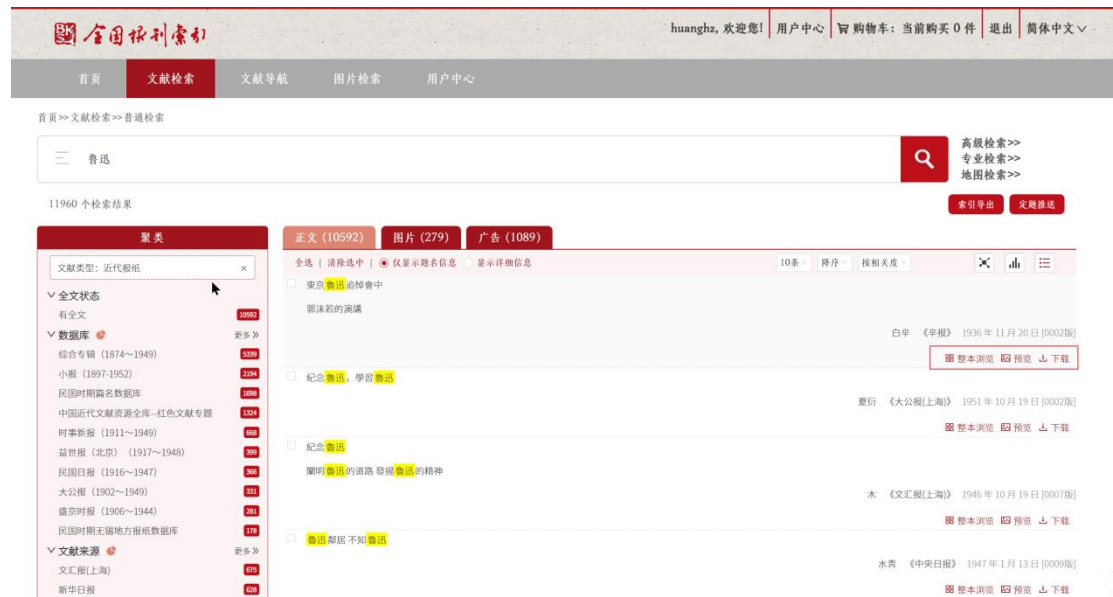 全国报刊索引
huanghz, 欢迎您! 用户中心 购物车：当前购买 0 件 退出 简体中文
首页 文献检索 文献导航 图片检索 用户中心
首页>>文献检索>>普通检索
鲁迅
高级检索>>
专业检索>>
地图检索>>
11960 个检索结果
索引导出 定题推送
聚类
文献类型：近代报纸 ×
全文状态
有全文 10592
数据库 更多》
综合专辑（1874～1949） 5339
小报（1897-1952） 2194
民国时期篇名数据库 1698
中国近代文献资源全库--红色文献专题 1324
时事新报（1911～1949） 668
益世报（北京）（1917～1948） 399
民国日报（1916～1947） 366
大公报（1902～1949） 331
盛京时报（1906～1944） 281
民国时期无锡地方报纸数据库 178
文献来源 更多》
文汇报(上海) 675
新华日报 628
正文 (10592) 图片 (279) 广告 (1089)
全选 | 清除选中 | 仅显示题名信息 显示详细信息 10条 降序 按相关度
東京魯迅追悼會中
郭沫若的演講
白辛 《辛报》 1936 年 11 月 20 日 [0002版]
整本浏览 预览 下载
紀念魯迅，學習魯迅
夏衍 《大公报(上海)》 1951 年 10 月 19 日 [0002版]
整本浏览 预览 下载
紀念魯迅
闡明魯迅的道路 發揚魯迅的精神
木 《文汇报(上海)》 1946 年 10 月 19 日 [0007版]
整本浏览 预览 下载
魯迅鄰居 不知魯迅
水青 《中央日报》 1947 年 1 月 13 日 [0009版]
整本浏览 预览 下载